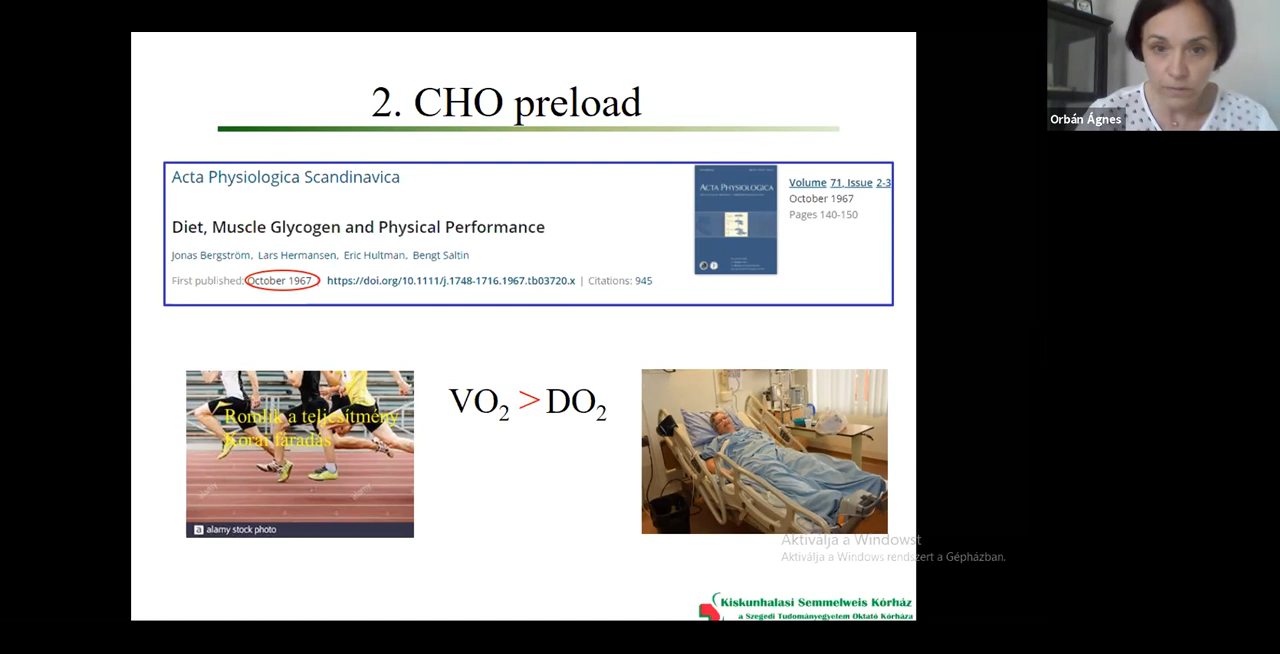 2. CHO preload
Acta Physiologica Scandinavica
Diet, Muscle Glycogen and Physical Performance
Jonas Bergström, Lars Hermansen, Eric Hultman, Bengt Saltin
First published: October 1967 https://doi.org/10.1111/j.1748-1716.1967.tb03720.x | Citations: 945
ACTA PHYSIOLOGICA
Volume 71, Issue 2-3
October 1967
Pages 140-150
Romlik a teljesítmény
Korai fáradás
alamy
alamy
a alamy stock photo
VO₂ > DO₂
Orbán Ágnes
Aktiválja a Windowst
Aktiválja a Windows rendszert a Gépházban.
Kiskunhalasi Semmelweis Kórház
a Szegedi Tudományegyetem Oktató Kórháza